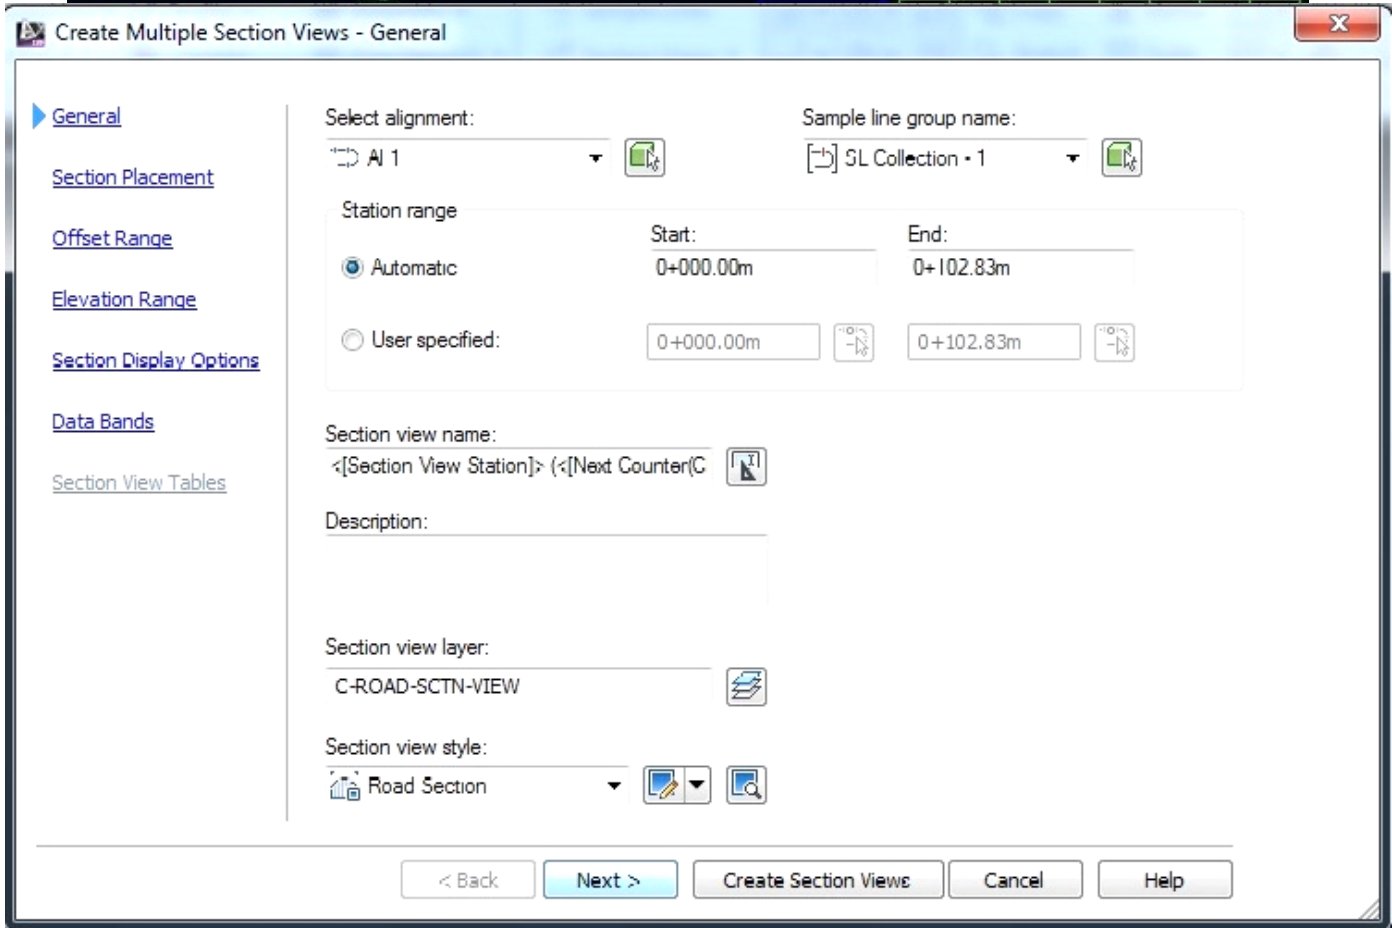 Create Multiple Section Views - General
General
Section Placement
Offset Range
Elevation Range
Section Display Options
Data Bands
Section View Tables
Select alignment:
Al 1
Sample line group name:
SL Collection - 1
Station range
Start:
End:
Automatic
0+000.00m
0+102.83m
User specified:
0+000.00m
0+102.83m
Section view name:
<[Section View Station]> (<[Next Counter(C
Description:
Section view layer:
C-ROAD-SCTN-VIEW
Section view style:
Road Section
< Back
Next >
Create Section Views
Cancel
Help